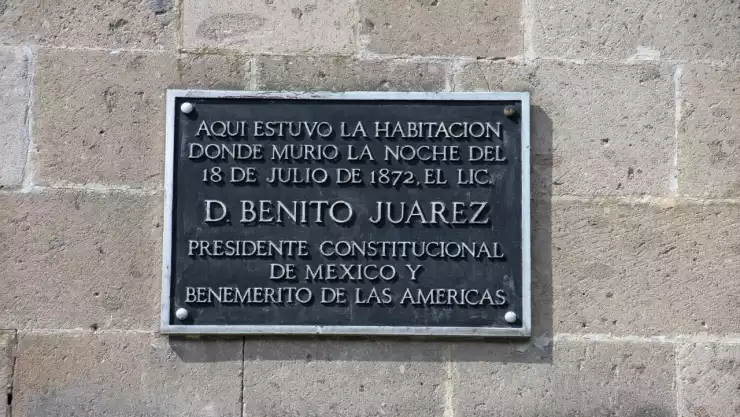 AQUI ESTUVO LA HABITACION
DONDE MURIO LA NOCHE DEL
18 DE JULIO DE 1872, EL LIC.
D. BENITO JUAREZ
PRESIDENTE CONSTITUCIONAL
DE MEXICO Y
BENEMERITO DE LAS AMERICAS